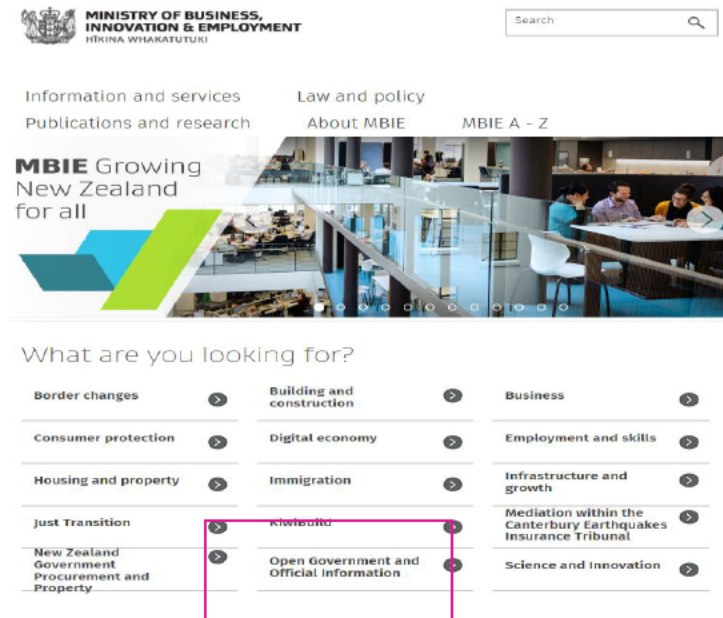 MINISTRY OF BUSINESS,
INNOVATION & EMPLOYMENT
HĪKINA WHAKATUTUKI
Search
Information and services
Law and policy
Publications and research
About MBIE
MBIE A - Z
MBIE Growing
New Zealand
for all
What are you looking for?
Border changes
Building and
construction
Business
Consumer protection
Digital economy
Employment and skills
Housing and property
Immigration
Infrastructure and
growth
Just Transition
KiwiBuild
Mediation within the
Canterbury Earthquakes
Insurance Tribunal
New Zealand
Government
Procurement and
Property
Open Government and
Official Information
Science and Innovation